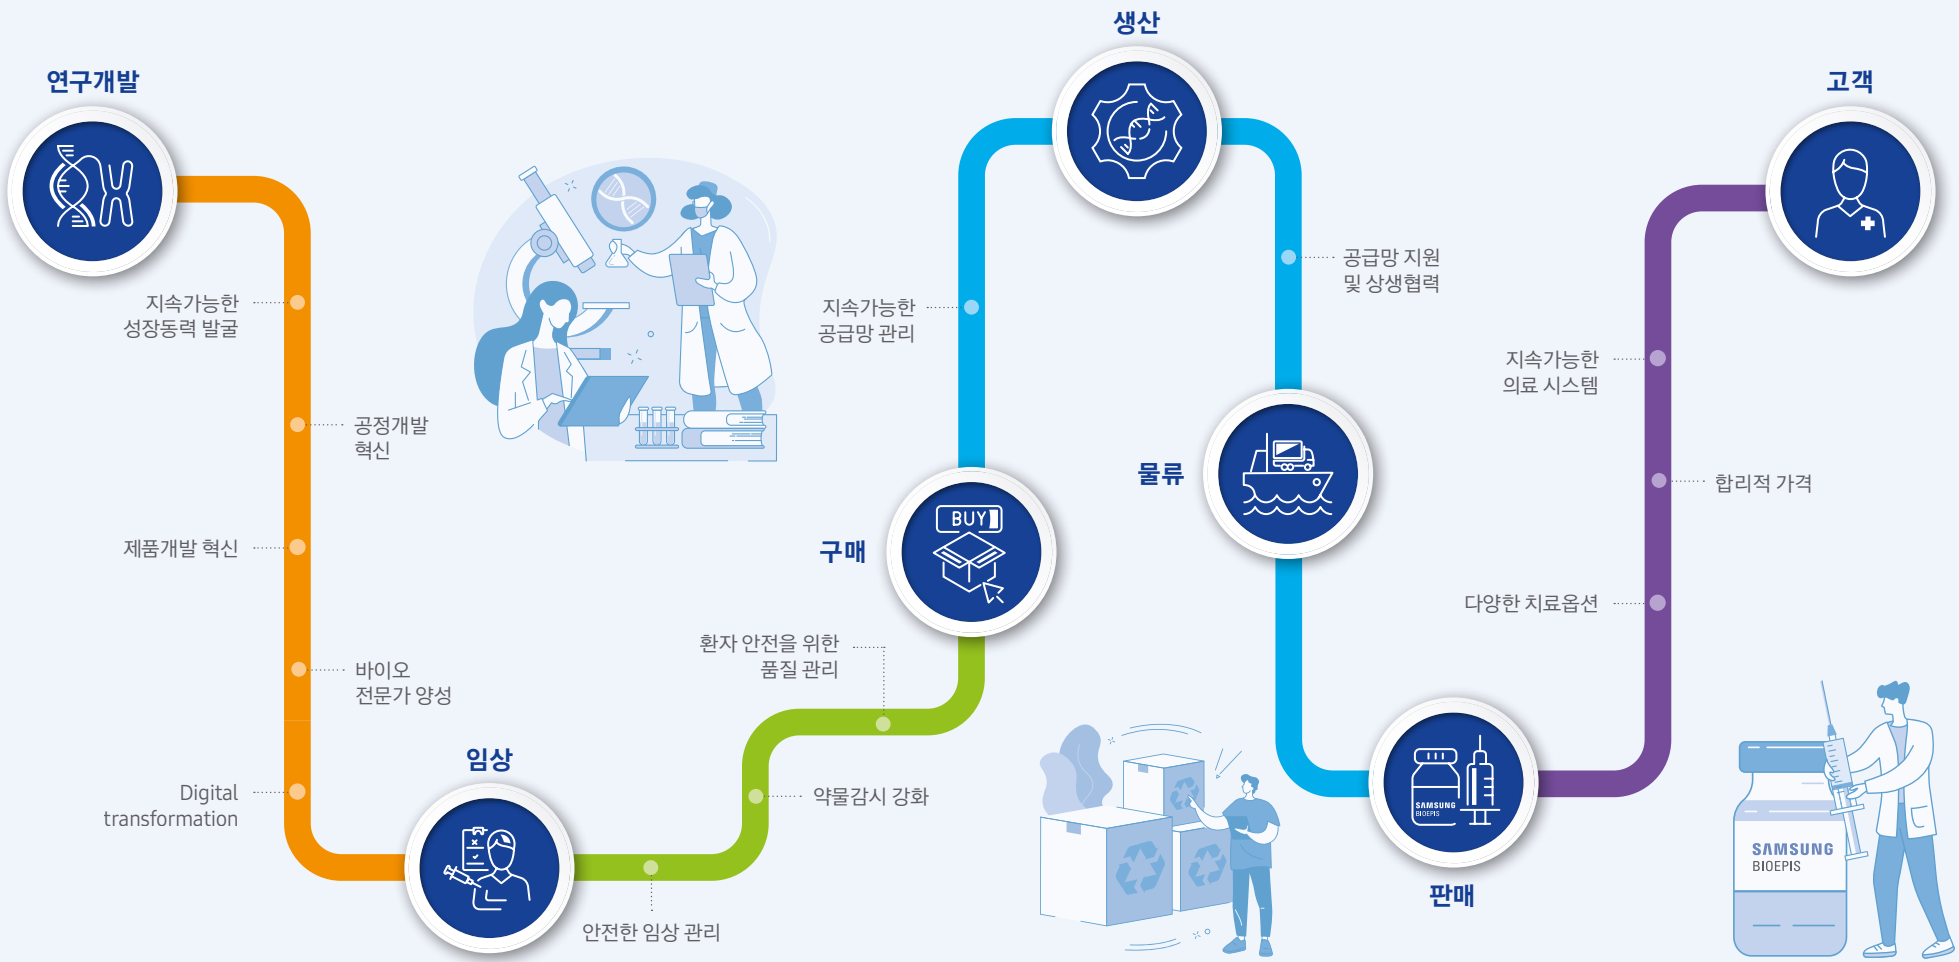 연구개발
지속가능한
성장동력 발굴
공정개발
혁신
제품개발 혁신
바이오
전문가 양성
Digital
transformation
임상
안전한 임상 관리
약물감시 강화
환자 안전을 위한
품질 관리
구매
BUY
지속가능한
공급망 관리
생산
공급망 지원
및 상생협력
물류
판매
SAMSUNG
BIOEPIS
다양한 치료옵션
합리적 가격
지속가능한
의료 시스템
고객
SAMSUNG
BIOEPIS